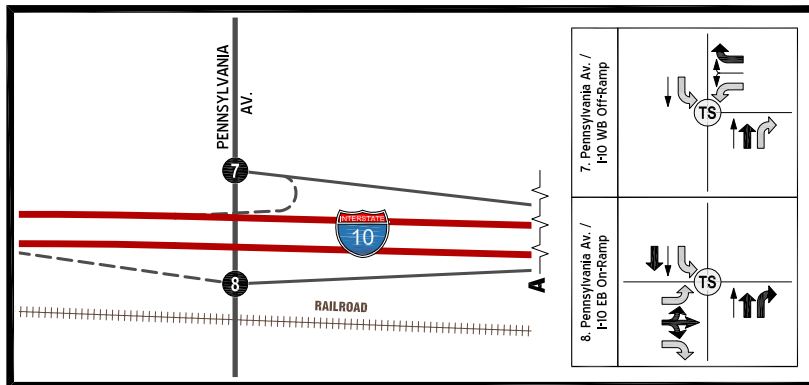 PENNSYLVANIA
AV.
7
INTERSTATE
10
8
RAILROAD
A
7. Pennsylvania Av. /
I-10 WB Off-Ramp
TS
8. Pennsylvania Av. /
I-10 EB On-Ramp
TS